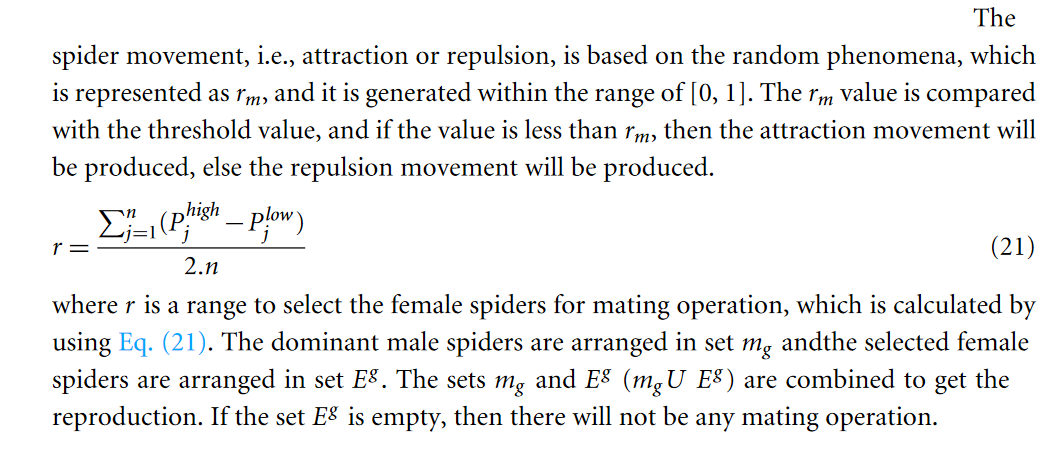 The
spider movement, i.e., attraction or repulsion, is based on the random phenomena, which
is represented as rₘ, and it is generated within the range of [0, 1]. The rₘ value is compared
with the threshold value, and if the value is less than rₘ, then the attraction movement will
be produced, else the repulsion movement will be produced.
r = \frac{\sum_{j=1}^{n}(P_j^{high} - P_j^{low})}{2.n} (21)
where r is a range to select the female spiders for mating operation, which is calculated by
using Eq. (21). The dominant male spiders are arranged in set m_g andthe selected female
spiders are arranged in set E^g. The sets m_g and E^g (m_g U E^g) are combined to get the
reproduction. If the set E^g is empty, then there will not be any mating operation.